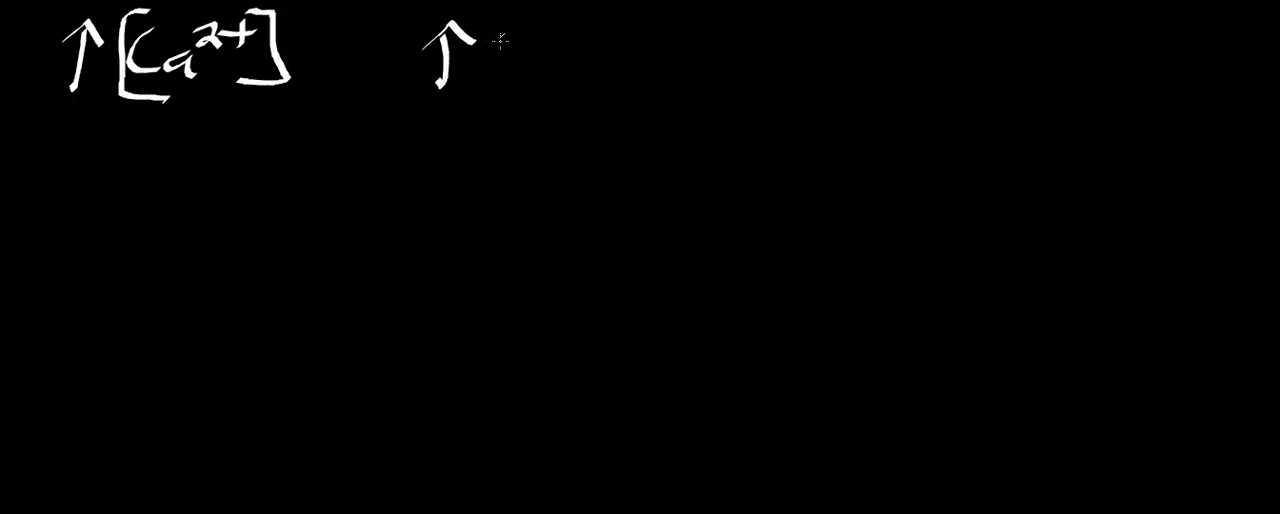 ↑ [Ca²⁺] ↑